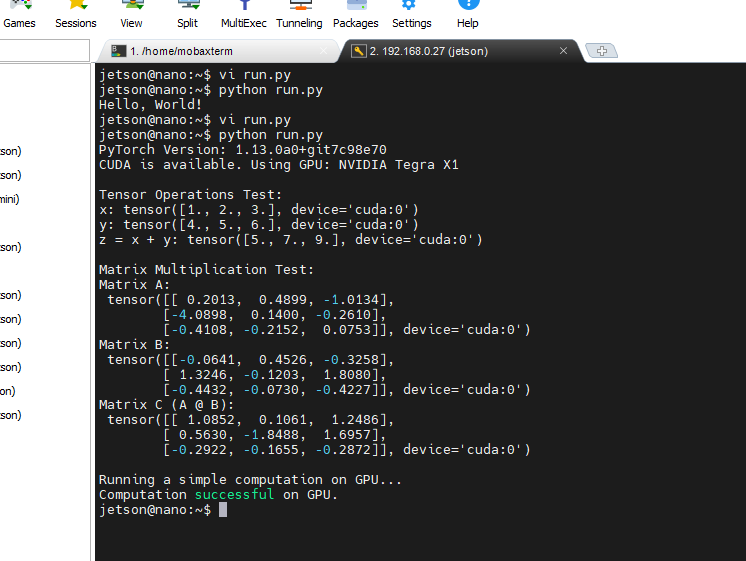 Games Sessions View Split MultiExec Tunneling Packages Settings Help
1. /home/mobaxterm
2. 192.168.0.27 (jetson)
son)
son)
mini)
son)
son)
son)
son)
son)
on)
son)
jetson@nano:~$ vi run.py
jetson@nano:~$ python run.py
Hello, World!
jetson@nano:~$ vi run.py
jetson@nano:~$ python run.py
PyTorch Version: 1.13.0a0+git7c98e70
CUDA is available. Using GPU: NVIDIA Tegra X1
Tensor Operations Test:
x: tensor([1., 2., 3.], device='cuda:0')
y: tensor([4., 5., 6.], device='cuda:0')
z = x + y: tensor([5., 7., 9.], device='cuda:0')
Matrix Multiplication Test:
Matrix A:
tensor([[ 0.2013,  0.4899, -1.0134],
[-4.0898,  0.1400, -0.2610],
[-0.4108, -0.2152,  0.0753]], device='cuda:0')
Matrix B:
tensor([[-0.0641,  0.4526, -0.3258],
[ 1.3246, -0.1203,  1.8080],
[-0.4432, -0.0730, -0.4227]], device='cuda:0')
Matrix C (A @ B):
tensor([[ 1.0852,  0.1061,  1.2486],
[ 0.5630, -1.8488,  1.6957],
[-0.2922, -0.1655, -0.2872]], device='cuda:0')
Running a simple computation on GPU...
Computation successful on GPU.
jetson@nano:~$